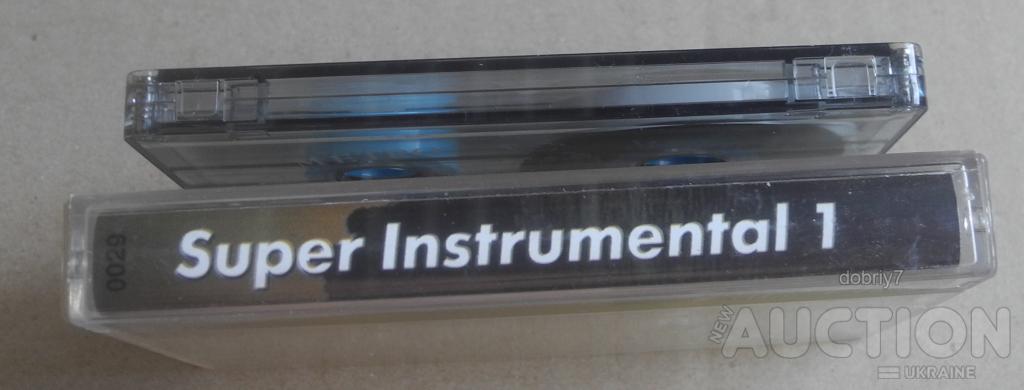 0029
Super Instrumental 1
dobriy7
NEW
AUCTION
UKRAINE